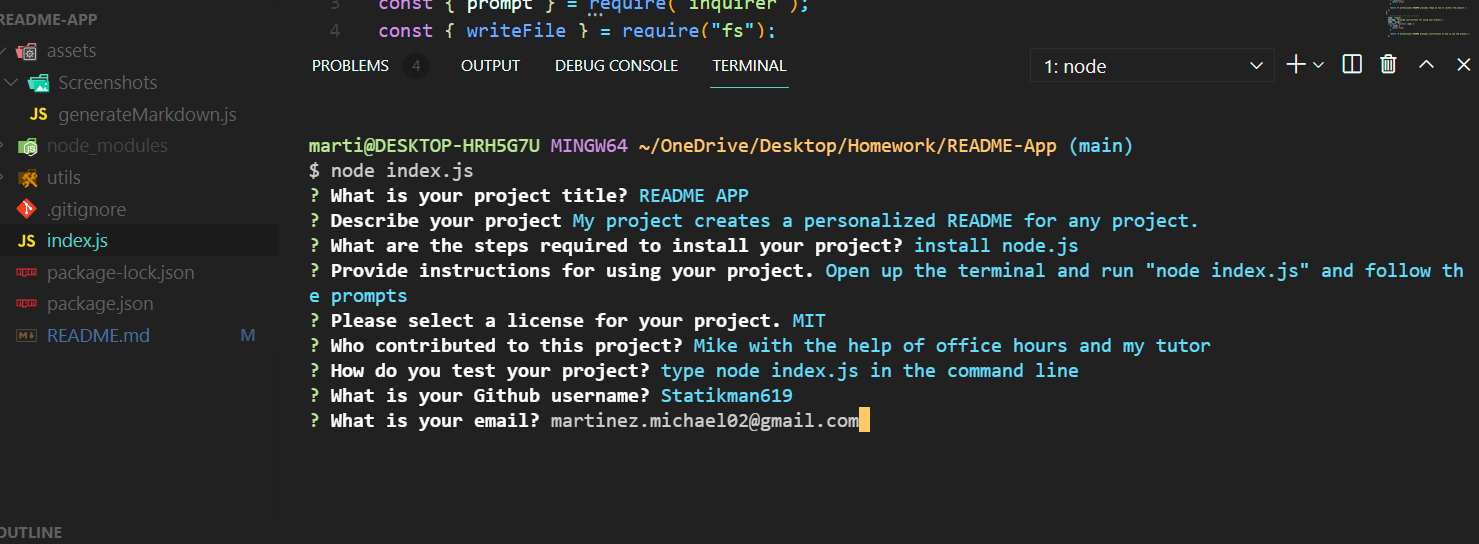 README-APP
assets
Screenshots
JS generateMarkdown.js
node_modules
utils
.gitignore
JS index.js
package-lock.json
package.json
README.md M
OUTLINE
3 const { prompt } = require("inquirer");
4 const { writeFile } = require("fs");
PROBLEMS 4 OUTPUT DEBUG CONSOLE TERMINAL 1: node
marti@DESKTOP-HRH5G7U MINGW64 ~/OneDrive/Desktop/Homework/README-App (main)
$ node index.js
? What is your project title? README APP
? Describe your project My project creates a personalized README for any project.
? What are the steps required to install your project? install node.js
? Provide instructions for using your project. Open up the terminal and run "node index.js" and follow th
e prompts
? Please select a license for your project. MIT
? Who contributed to this project? Mike with the help of office hours and my tutor
? How do you test your project? type node index.js in the command line
? What is your Github username? Statikman619
? What is your email? martinez.michael02@gmail.com